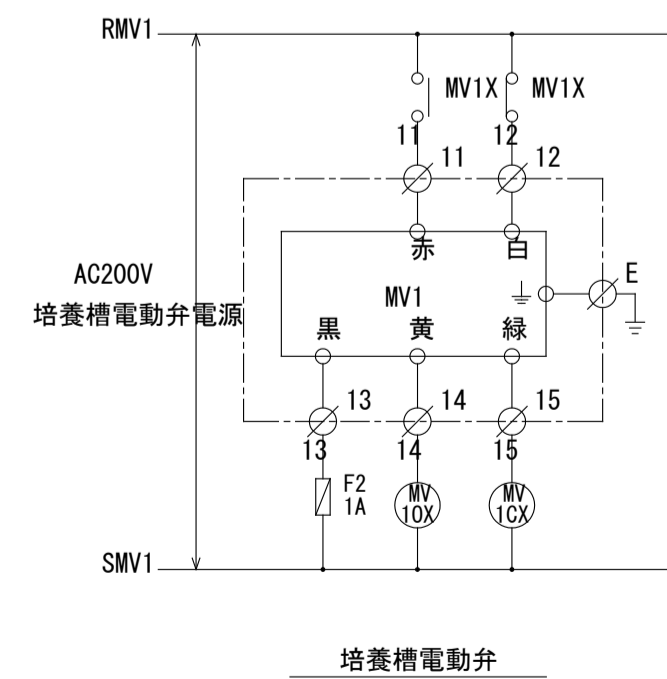 RMV1
MV1X MV1X
11 12
11 12
赤 白
AC200V
MV1
E
培養槽電動弁電源
黒 黄 緑
13 14 15
13 14 15
F2
1A
MV
1OX
MV
1CX
SMV1
培養槽電動弁